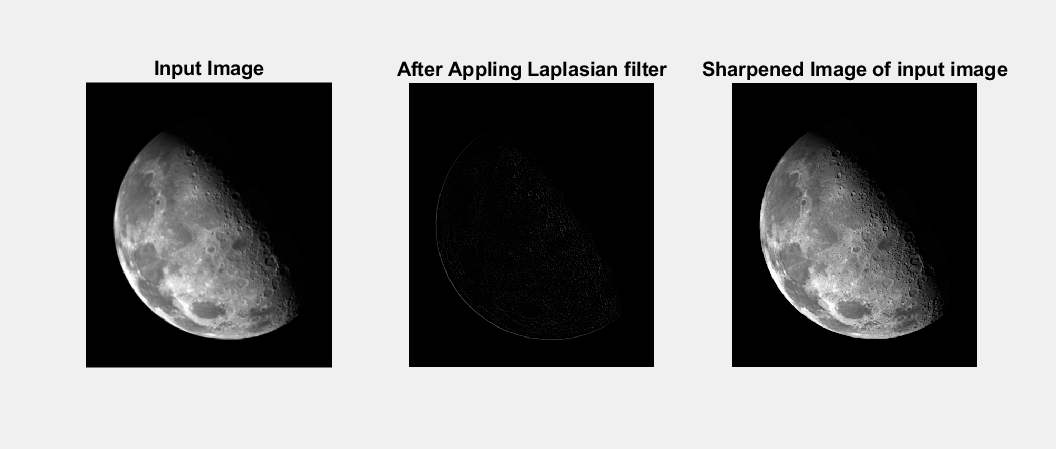 Input Image
After Appling Laplasian filter
Sharpened Image of input image